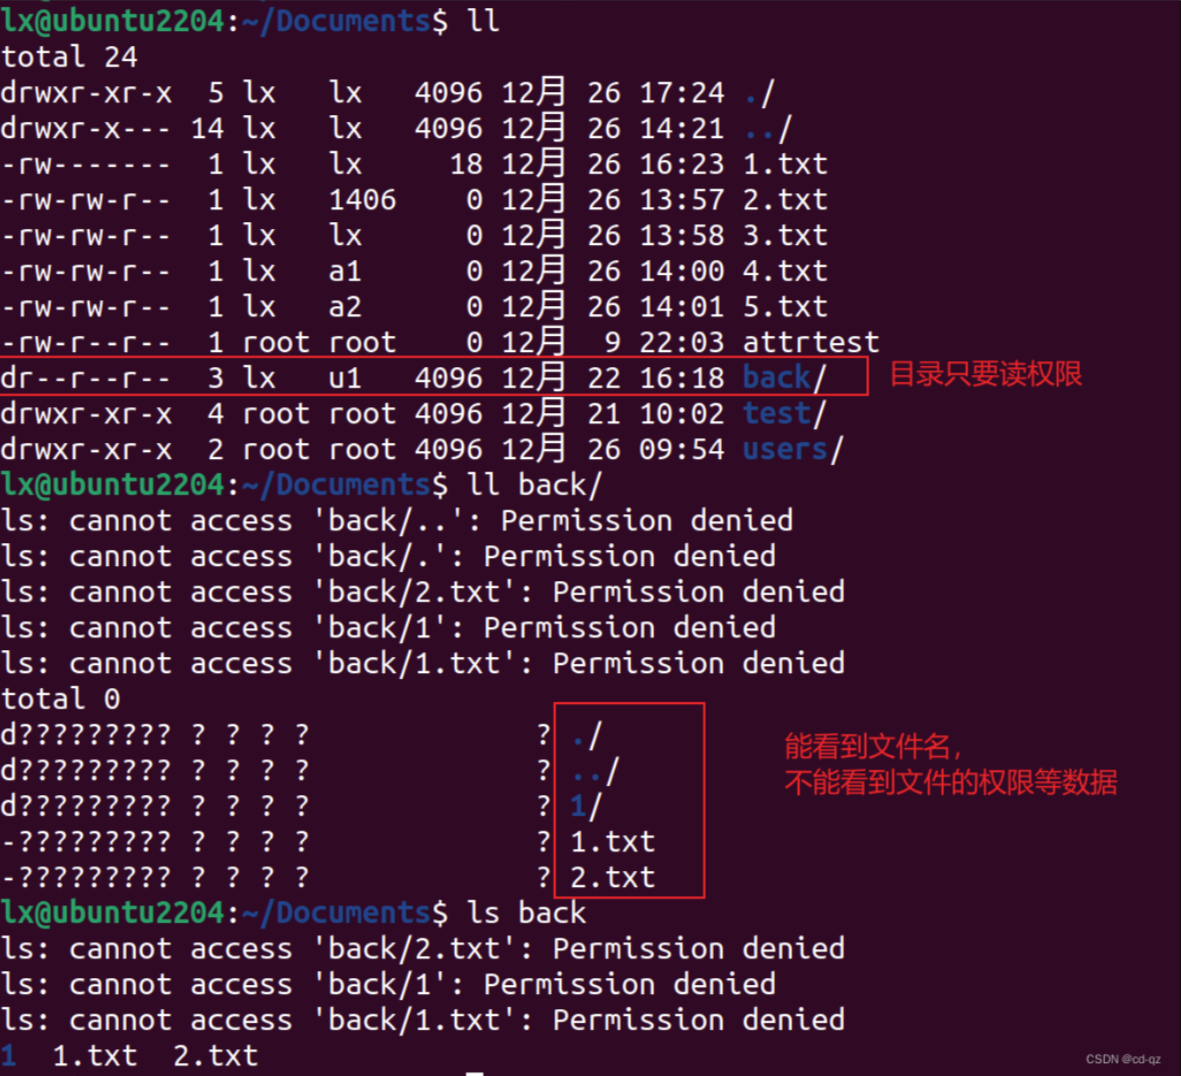 lx@ubuntu2204:~/Documents$ ll
total 24
drwxr-xr-x  5 lx   lx   4096 12月 26 17:24 ./
drwxr-x--- 14 lx   lx   4096 12月 26 14:21 ../
-rw-------  1 lx   lx     18 12月 26 16:23 1.txt
-rw-rw-r--  1 lx   1406    0 12月 26 13:57 2.txt
-rw-rw-r--  1 lx   lx      0 12月 26 13:58 3.txt
-rw-rw-r--  1 lx   a1      0 12月 26 14:00 4.txt
-rw-rw-r--  1 lx   a2      0 12月 26 14:01 5.txt
-rw-r--r--  1 root root    0 12月  9 22:03 attrtest
dr--r--r--  3 lx   u1   4096 12月 22 16:18 back/ 目录只要读权限
drwxr-xr-x  4 root root 4096 12月 21 10:02 test/
drwxr-xr-x  2 root root 4096 12月 26 09:54 users/
lx@ubuntu2204:~/Documents$ ll back/
ls: cannot access 'back/..': Permission denied
ls: cannot access 'back/.': Permission denied
ls: cannot access 'back/2.txt': Permission denied
ls: cannot access 'back/1': Permission denied
ls: cannot access 'back/1.txt': Permission denied
total 0
d????????? ? ? ? ?             ? ./ 能看到文件名，
d????????? ? ? ? ?             ? ../ 不能看到文件的权限等数据
d????????? ? ? ? ?             ? 1/
-????????? ? ? ? ?             ? 1.txt
-????????? ? ? ? ?             ? 2.txt
lx@ubuntu2204:~/Documents$ ls back
ls: cannot access 'back/2.txt': Permission denied
ls: cannot access 'back/1': Permission denied
ls: cannot access 'back/1.txt': Permission denied
1  1.txt  2.txt
CSDN @cd-qz